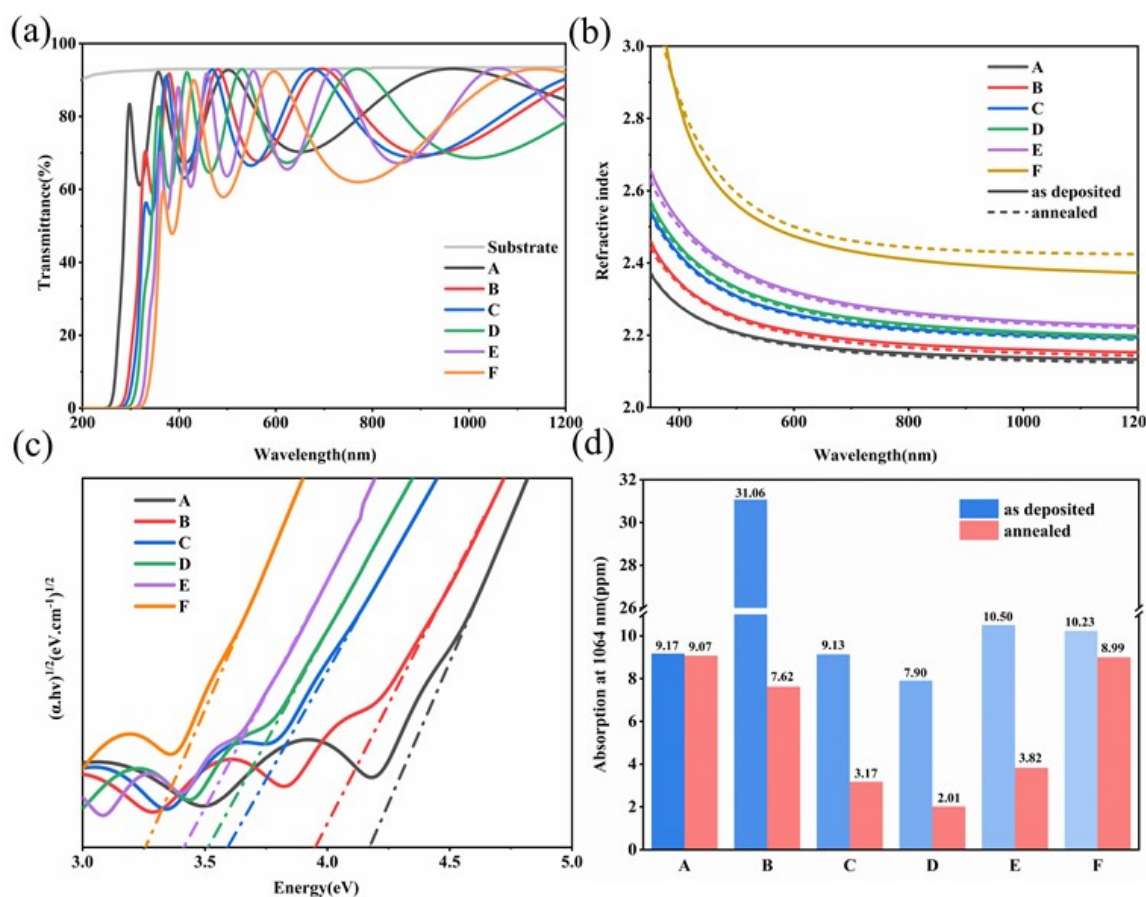 (a)
100
80
60
40
20
0
Transmittance(%)
Substrate
A
B
C
D
E
F
200 400 600 800 1000 1200
Wavelength(nm)
(b)
3.0
2.8
2.6
2.4
2.2
2.0
Refractive index
A
B
C
D
E
F
as deposited
annealed
400 600 800 1000 120
Wavelength(nm)
(c)
(α.hv)1/2(eV.cm-1)1/2
A
B
C
D
E
F
3.0 3.5 4.0 4.5 5.0
Energy(eV)
(d)
32
30
28
26
10
8
6
4
2
0
Absorption at 1064 nm(ppm)
as deposited
annealed
31.06
9.17 9.07
7.62
9.13
3.17
7.90
2.01
10.50
3.82
10.23
8.99
A B C D E F